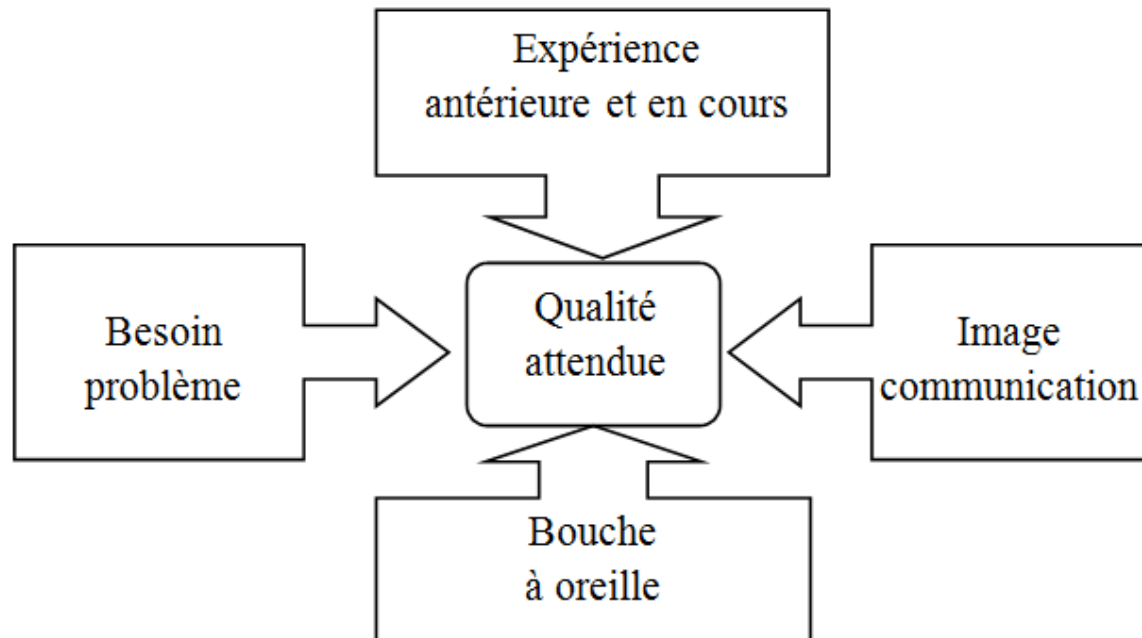 Expérience
antérieure et en cours
Besoin
problème
Qualité
attendue
Image
communication
Bouche
à oreille